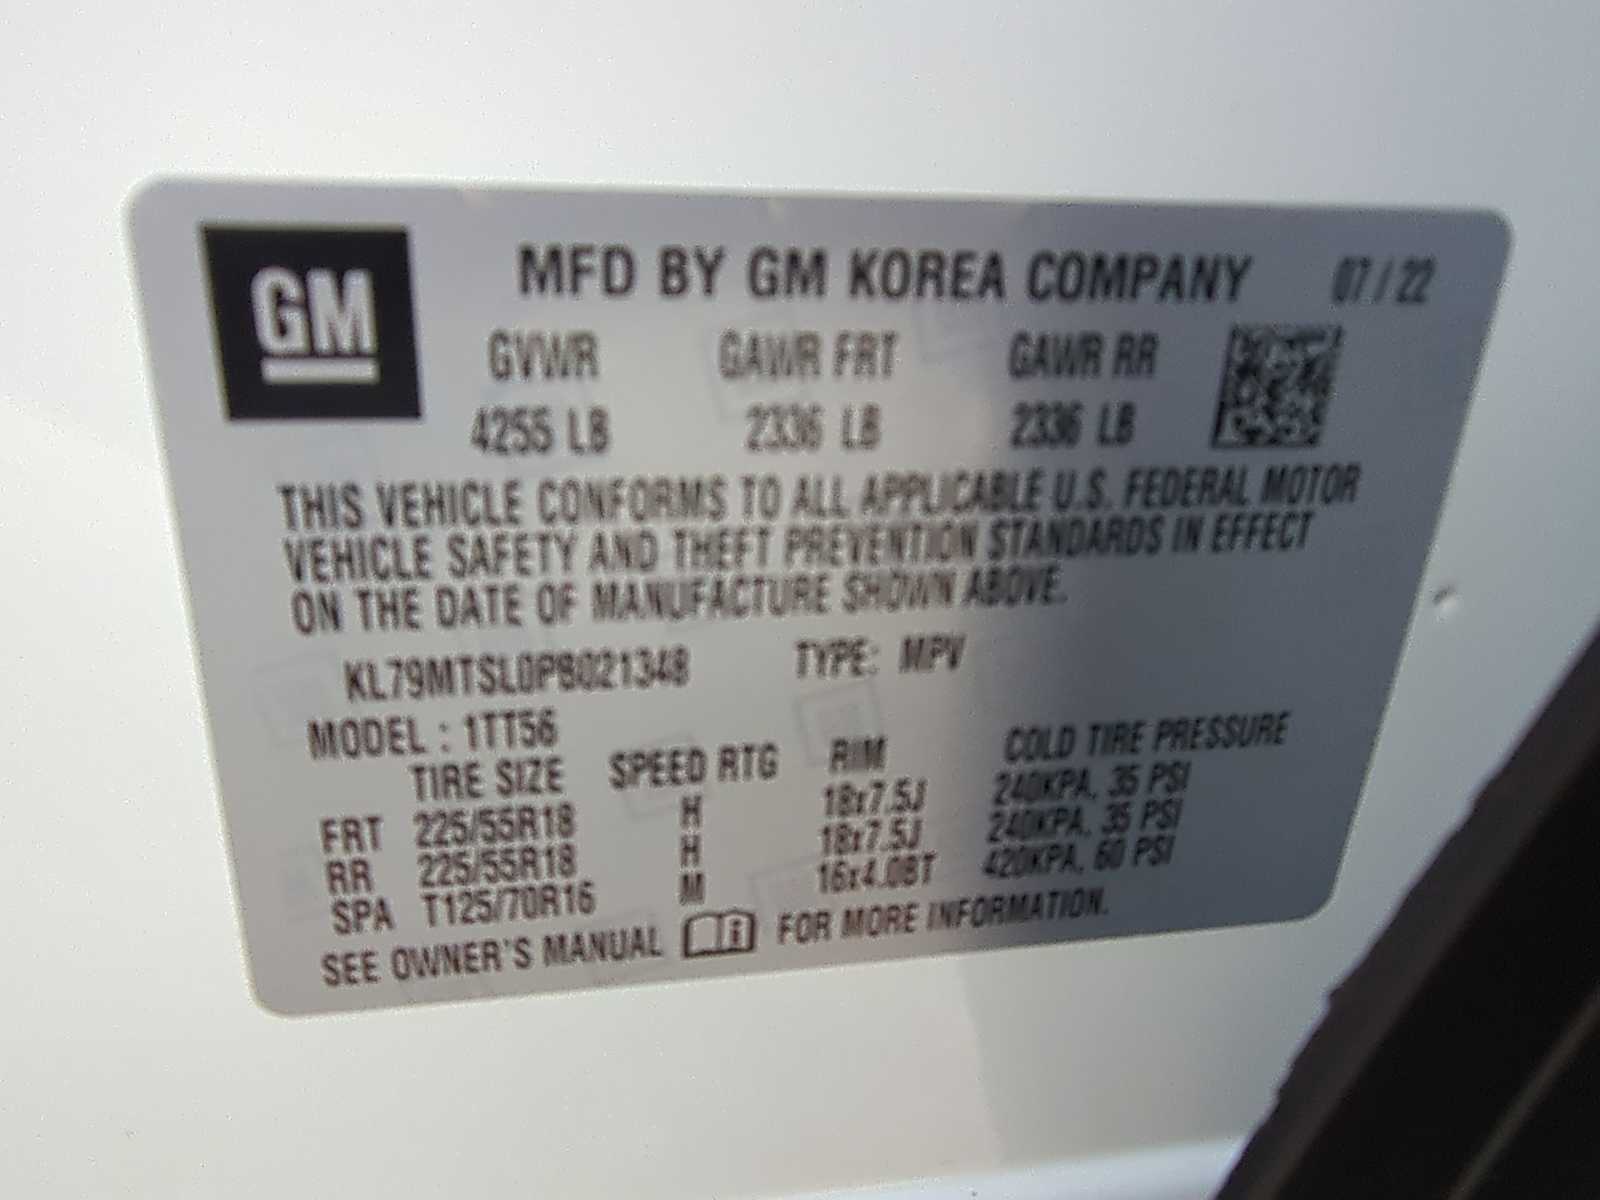 GM
MFD BY GM KOREA COMPANY 07/22
GVWR GAWR FRT GAWR RR
4255 LB 2336 LB 2336 LB
THIS VEHICLE CONFORMS TO ALL APPLICABLE U.S. FEDERAL MOTOR
VEHICLE SAFETY AND THEFT PREVENTION STANDARDS IN EFFECT
ON THE DATE OF MANUFACTURE SHOWN ABOVE.
KL79MTSL0PB021348 TYPE: MPV
MODEL : 1TT56
TIRE SIZE SPEED RTG RIM COLD TIRE PRESSURE
FRT 225/55R18 H 18x7.5J 240KPA, 35 PSI
RR 225/55R18 H 18x7.5J 240KPA, 35 PSI
SPA T125/70R16 M 16x4.0BT 420KPA, 60 PSI
SEE OWNER'S MANUAL FOR MORE INFORMATION.